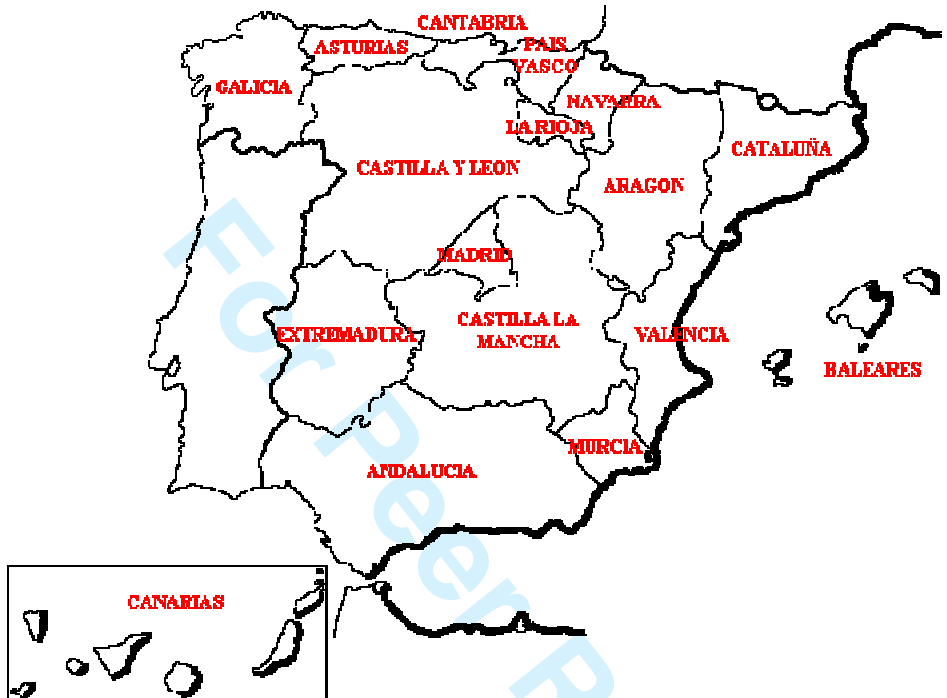 CANTABRIA
ASTURIAS
PAIS
VASCO
GALICIA
NAVARRA
LA RIOJA
CATALUÑA
CASTILLA Y LEON
ARAGON
MADRID
CASTILLA LA
MANCHA
EXTREMADURA
VALENCIA
BALEARES
MURCIA
ANDALUCIA
CANARIAS
For Peer R